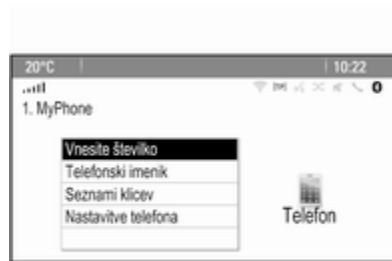 20°C 10:22
1. MyPhone
Vnesite številko
Telefonski imenik
Seznami klicev
Nastavitve telefona
Telefon